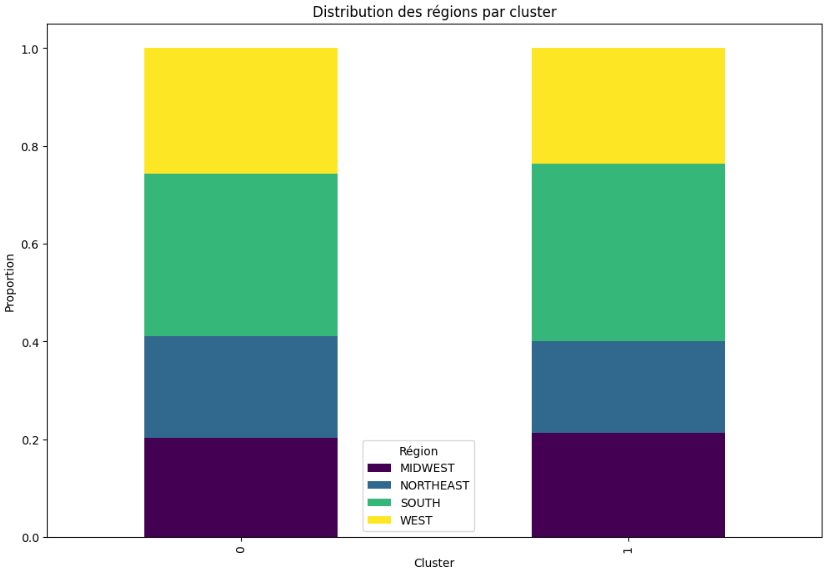 Distribution des régions par cluster
1.0
0.8
0.6
0.4
0.2
0.0
Proportion
Région
MIDWEST
NORTHEAST
SOUTH
WEST
0
1
Cluster